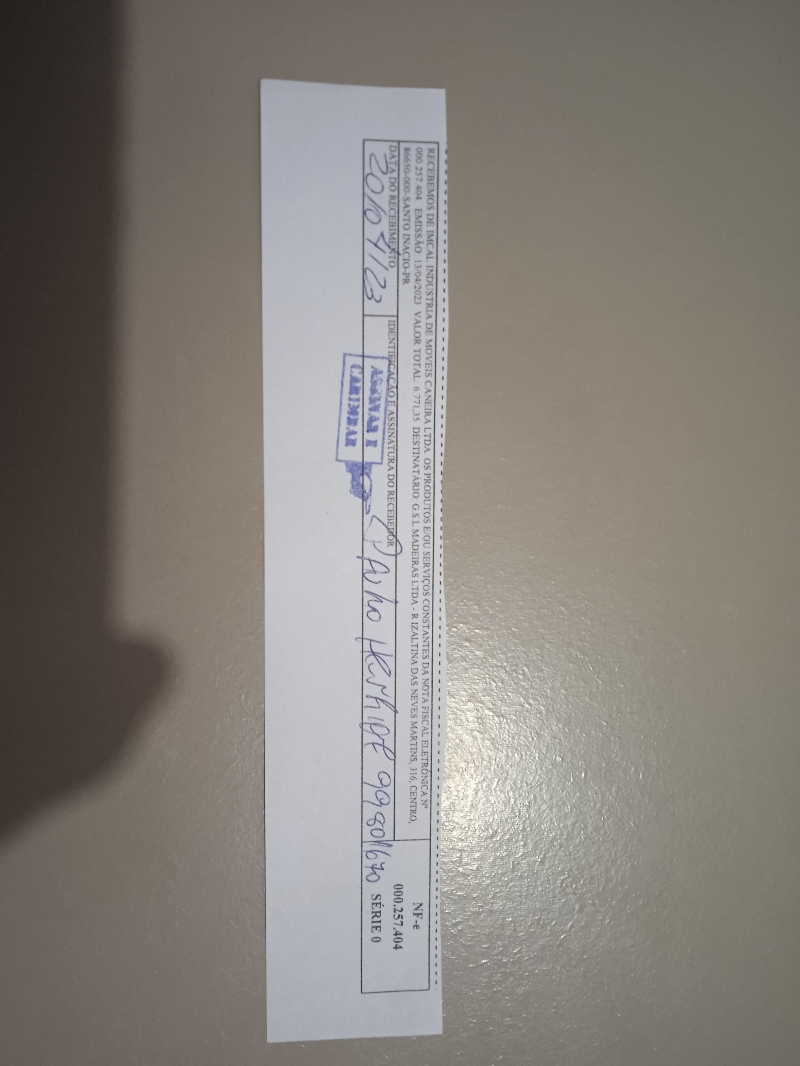 RECEBEMOS DE IMCAL INDUSTRIA DE MOVEIS CANEIRA LTDA OS PRODUTOS E/OU SERVIÇOS CONSTANTES DA NOTA FISCAL ELETRÔNICA Nº
000 257 404 EMISSÃO 13/04/2023 VALOR TOTAL 6 771,35 DESTINATÁRIO G S L MADEIRAS LTDA - R IZALTINA DAS NEVES MARTINS, 316, CENTRO,
86650-000-SANTO INACIO-PR
DATA DO RECEBIMENTO
20/04/23
IDENTIFICAÇÃO E ASSINATURA DO RECEBEDOR
ASSINAR E
CARIMBAR
99801670
NF-e
000.257.404
SÉRIE 0